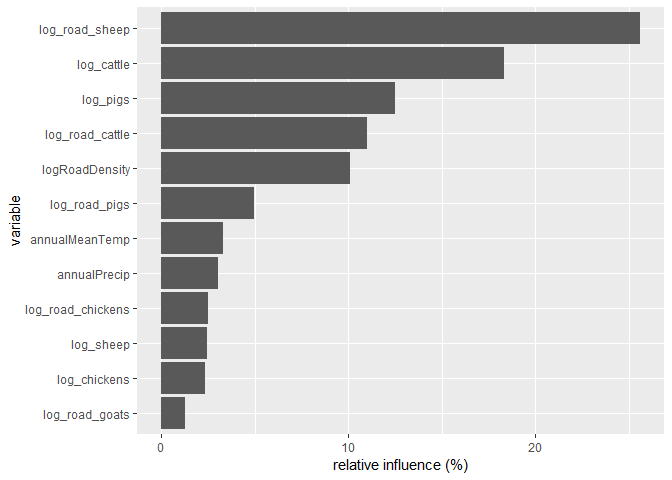 log_road_sheep
log_cattle
log_pigs
log_road_cattle
logRoadDensity
log_road_pigs
annualMeanTemp
annualPrecip
log_road_chickens
log_sheep
log_chickens
log_road_goats
variable
0 10 20
relative influence (%)